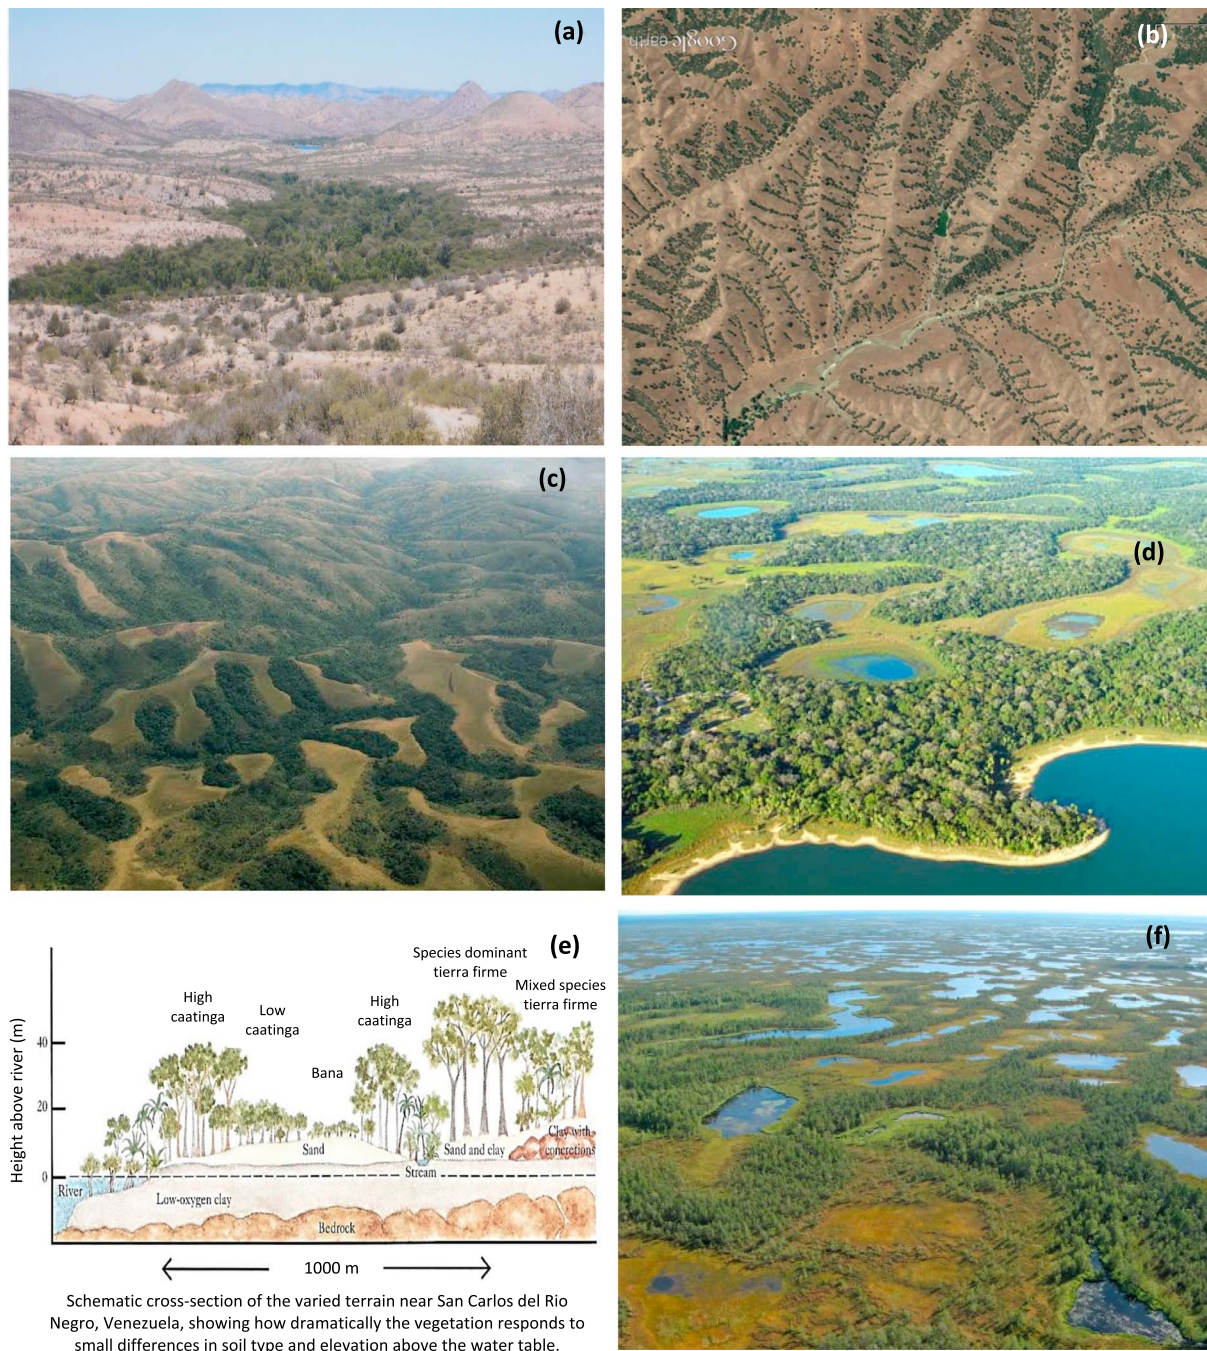 (a)
(b)
Google earth
(c)
(d)
(e)
Species dominant
tierra firme
Mixed species
tierra firme
High
caatinga
Low
caatinga
High
caatinga
Bana
Height above river (m)
40
20
0
Sand
Sand and clay
Clay with
concretions
Stream
River
Low-oxygen clay
Bedrock
1000 m
Schematic cross-section of the varied terrain near San Carlos del Rio
Negro, Venezuela, showing how dramatically the vegetation responds to
small differences in soil type and elevation above the water table.
(f)